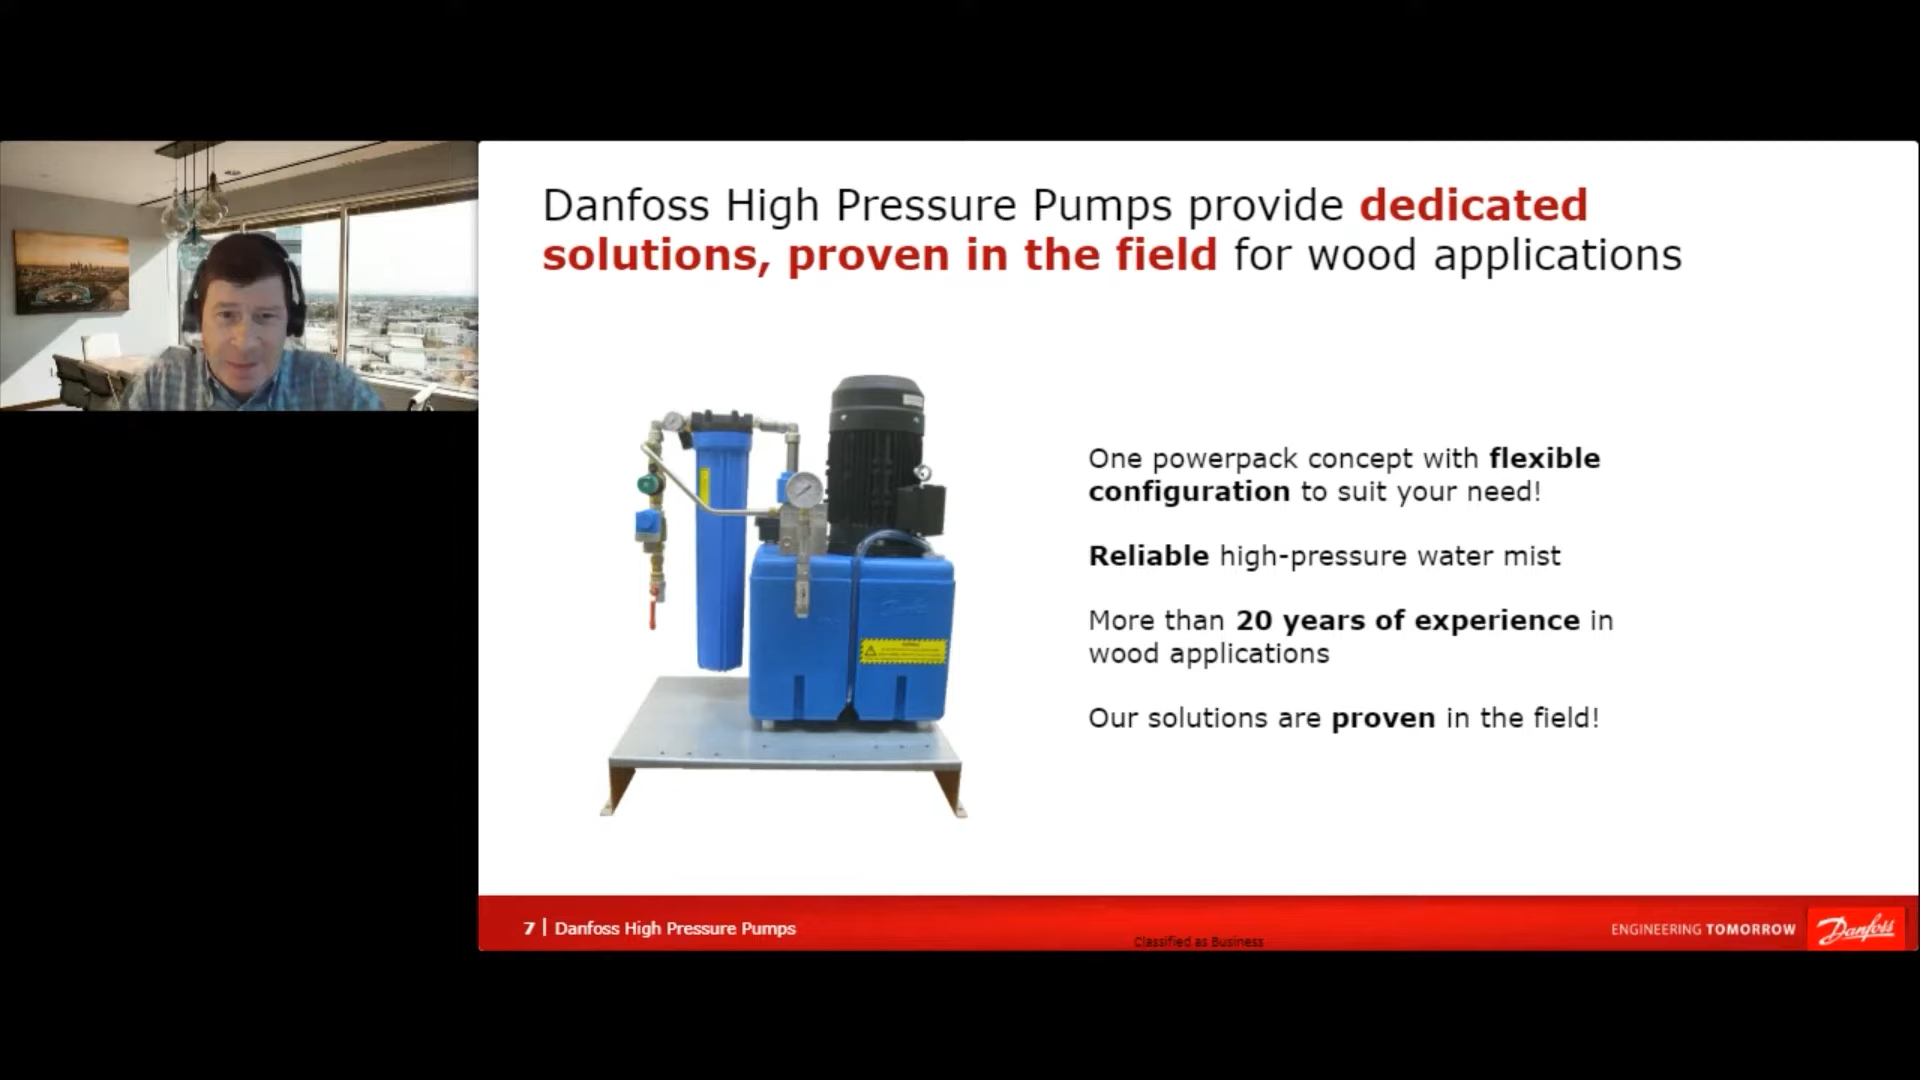 Danfoss High Pressure Pumps provide dedicated
solutions, proven in the field for wood applications
One powerpack concept with flexible
configuration to suit your need!
Reliable high-pressure water mist
More than 20 years of experience in
wood applications
Our solutions are proven in the field!
7 | Danfoss High Pressure Pumps
Classified as Business
ENGINEERING TOMORROW
Danfoss